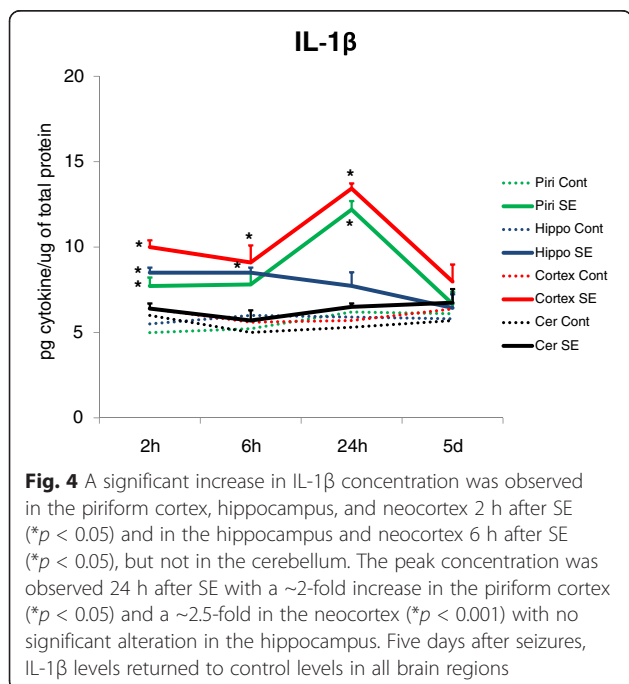 IL-1β
20
15
10
5
0
pg cytokine/ug of total protein
*
*
*
*
*
*
*
2h
6h
24h
5d
Piri Cont
Piri SE
Hippo Cont
Hippo SE
Cortex Cont
Cortex SE
Cer Cont
Cer SE
Fig. 4 A significant increase in IL-1β concentration was observed
in the piriform cortex, hippocampus, and neocortex 2 h after SE
(*p < 0.05) and in the hippocampus and neocortex 6 h after SE
(*p < 0.05), but not in the cerebellum. The peak concentration was
observed 24 h after SE with a ~2-fold increase in the piriform cortex
(*p < 0.05) and a ~2.5-fold in the neocortex (*p < 0.001) with no
significant alteration in the hippocampus. Five days after seizures,
IL-1β levels returned to control levels in all brain regions